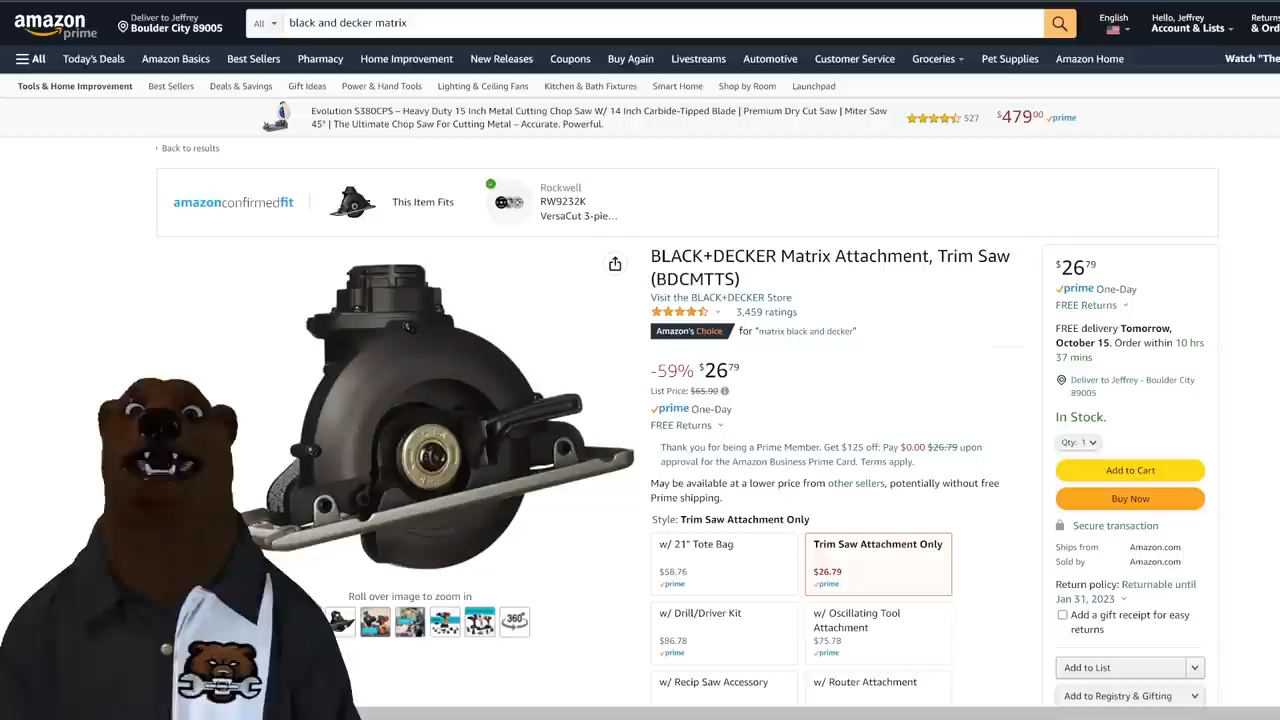 amazon
prime
Deliver to Jeffrey
Boulder City 89005
All
black and decker matrix
English
Hello, Jeffrey
Account & Lists
Returns
& Ord
All
Today's Deals
Amazon Basics
Best Sellers
Pharmacy
Home Improvement
New Releases
Coupons
Buy Again
Livestreams
Automotive
Customer Service
Groceries
Pet Supplies
Amazon Home
Watch "The
Tools & Home Improvement
Best Sellers
Deals & Savings
Gift Ideas
Power & Hand Tools
Lighting & Ceiling Fans
Kitchen & Bath Fixtures
Smart Home
Shop by Room
Launchpad
Evolution S380CPS – Heavy Duty 15 Inch Metal Cutting Chop Saw W/ 14 Inch Carbide-Tipped Blade | Premium Dry Cut Saw | Miter Saw
45° | The Ultimate Chop Saw For Cutting Metal – Accurate. Powerful.
527
$47900 prime
‹ Back to results
amazonconfirmedfit
This Item Fits
Rockwell
RW9232K
VersaCut 3-pie...
BLACK+DECKER Matrix Attachment, Trim Saw
(BDCMTTS)
Visit the BLACK+DECKER Store
3,459 ratings
Amazon's Choice for "matrix black and decker"
-59% $2679
List Price: $65.90
prime One-Day
FREE Returns
Thank you for being a Prime Member. Get $125 off: Pay $0.00 $26.79 upon
approval for the Amazon Business Prime Card. Terms apply.
May be available at a lower price from other sellers, potentially without free
Prime shipping.
Style: Trim Saw Attachment Only
w/ 21" Tote Bag
$58.76
prime
Trim Saw Attachment Only
$26.79
prime
w/ Drill/Driver Kit
$86.78
prime
w/ Oscillating Tool
Attachment
$75.78
prime
w/ Recip Saw Accessory
w/ Router Attachment
Roll over image to zoom in
360°
$2679
prime One-Day
FREE Returns
FREE delivery Tomorrow,
October 15. Order within 10 hrs
37 mins
Deliver to Jeffrey - Boulder City
89005
In Stock.
Qty: 1
Add to Cart
Buy Now
Secure transaction
Ships from Amazon.com
Sold by Amazon.com
Return policy: Returnable until
Jan 31, 2023
Add a gift receipt for easy
returns
Add to List
Add to Registry & Gifting